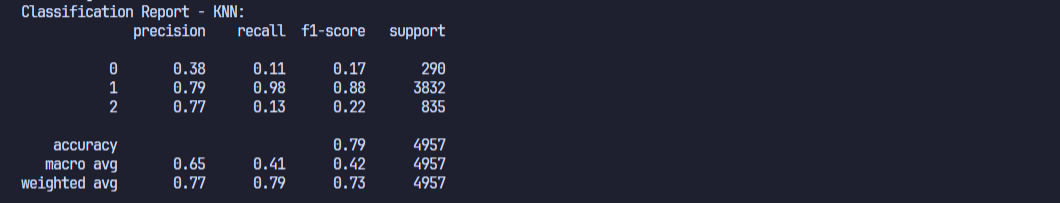 Classification Report - KNN:
precision recall f1-score support
0 0.38 0.11 0.17 290
1 0.79 0.98 0.88 3832
2 0.77 0.13 0.22 835
accuracy 0.79 4957
macro avg 0.65 0.41 0.42 4957
weighted avg 0.77 0.79 0.73 4957